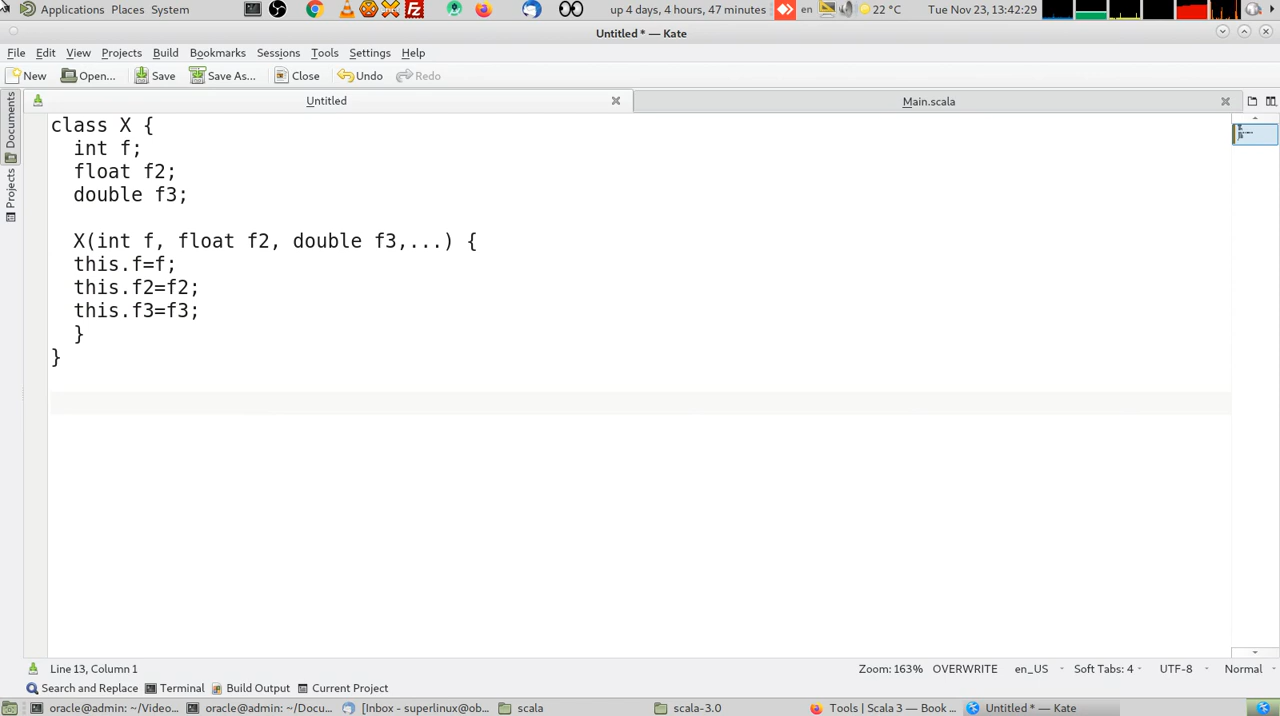 Applications Places System up 4 days, 4 hours, 47 minutes en 22 °C Tue Nov 23, 13:42:29
Untitled * — Kate
File Edit View Projects Build Bookmarks Sessions Tools Settings Help
New Open... Save Save As... Close Undo Redo
Untitled Main.scala
Documents
Projects
class X {
int f;
float f2;
double f3;
X(int f, float f2, double f3,...) {
this.f=f;
this.f2=f2;
this.f3=f3;
}
}
Line 13, Column 1 Zoom: 163% OVERWRITE en_US Soft Tabs: 4 UTF-8 Normal
Search and Replace Terminal Build Output Current Project
oracle@admin: ~/Video... oracle@admin: ~/Docu... [Inbox - superlinux@ob... scala scala-3.0 Tools | Scala 3 — Book ... Untitled * — Kate